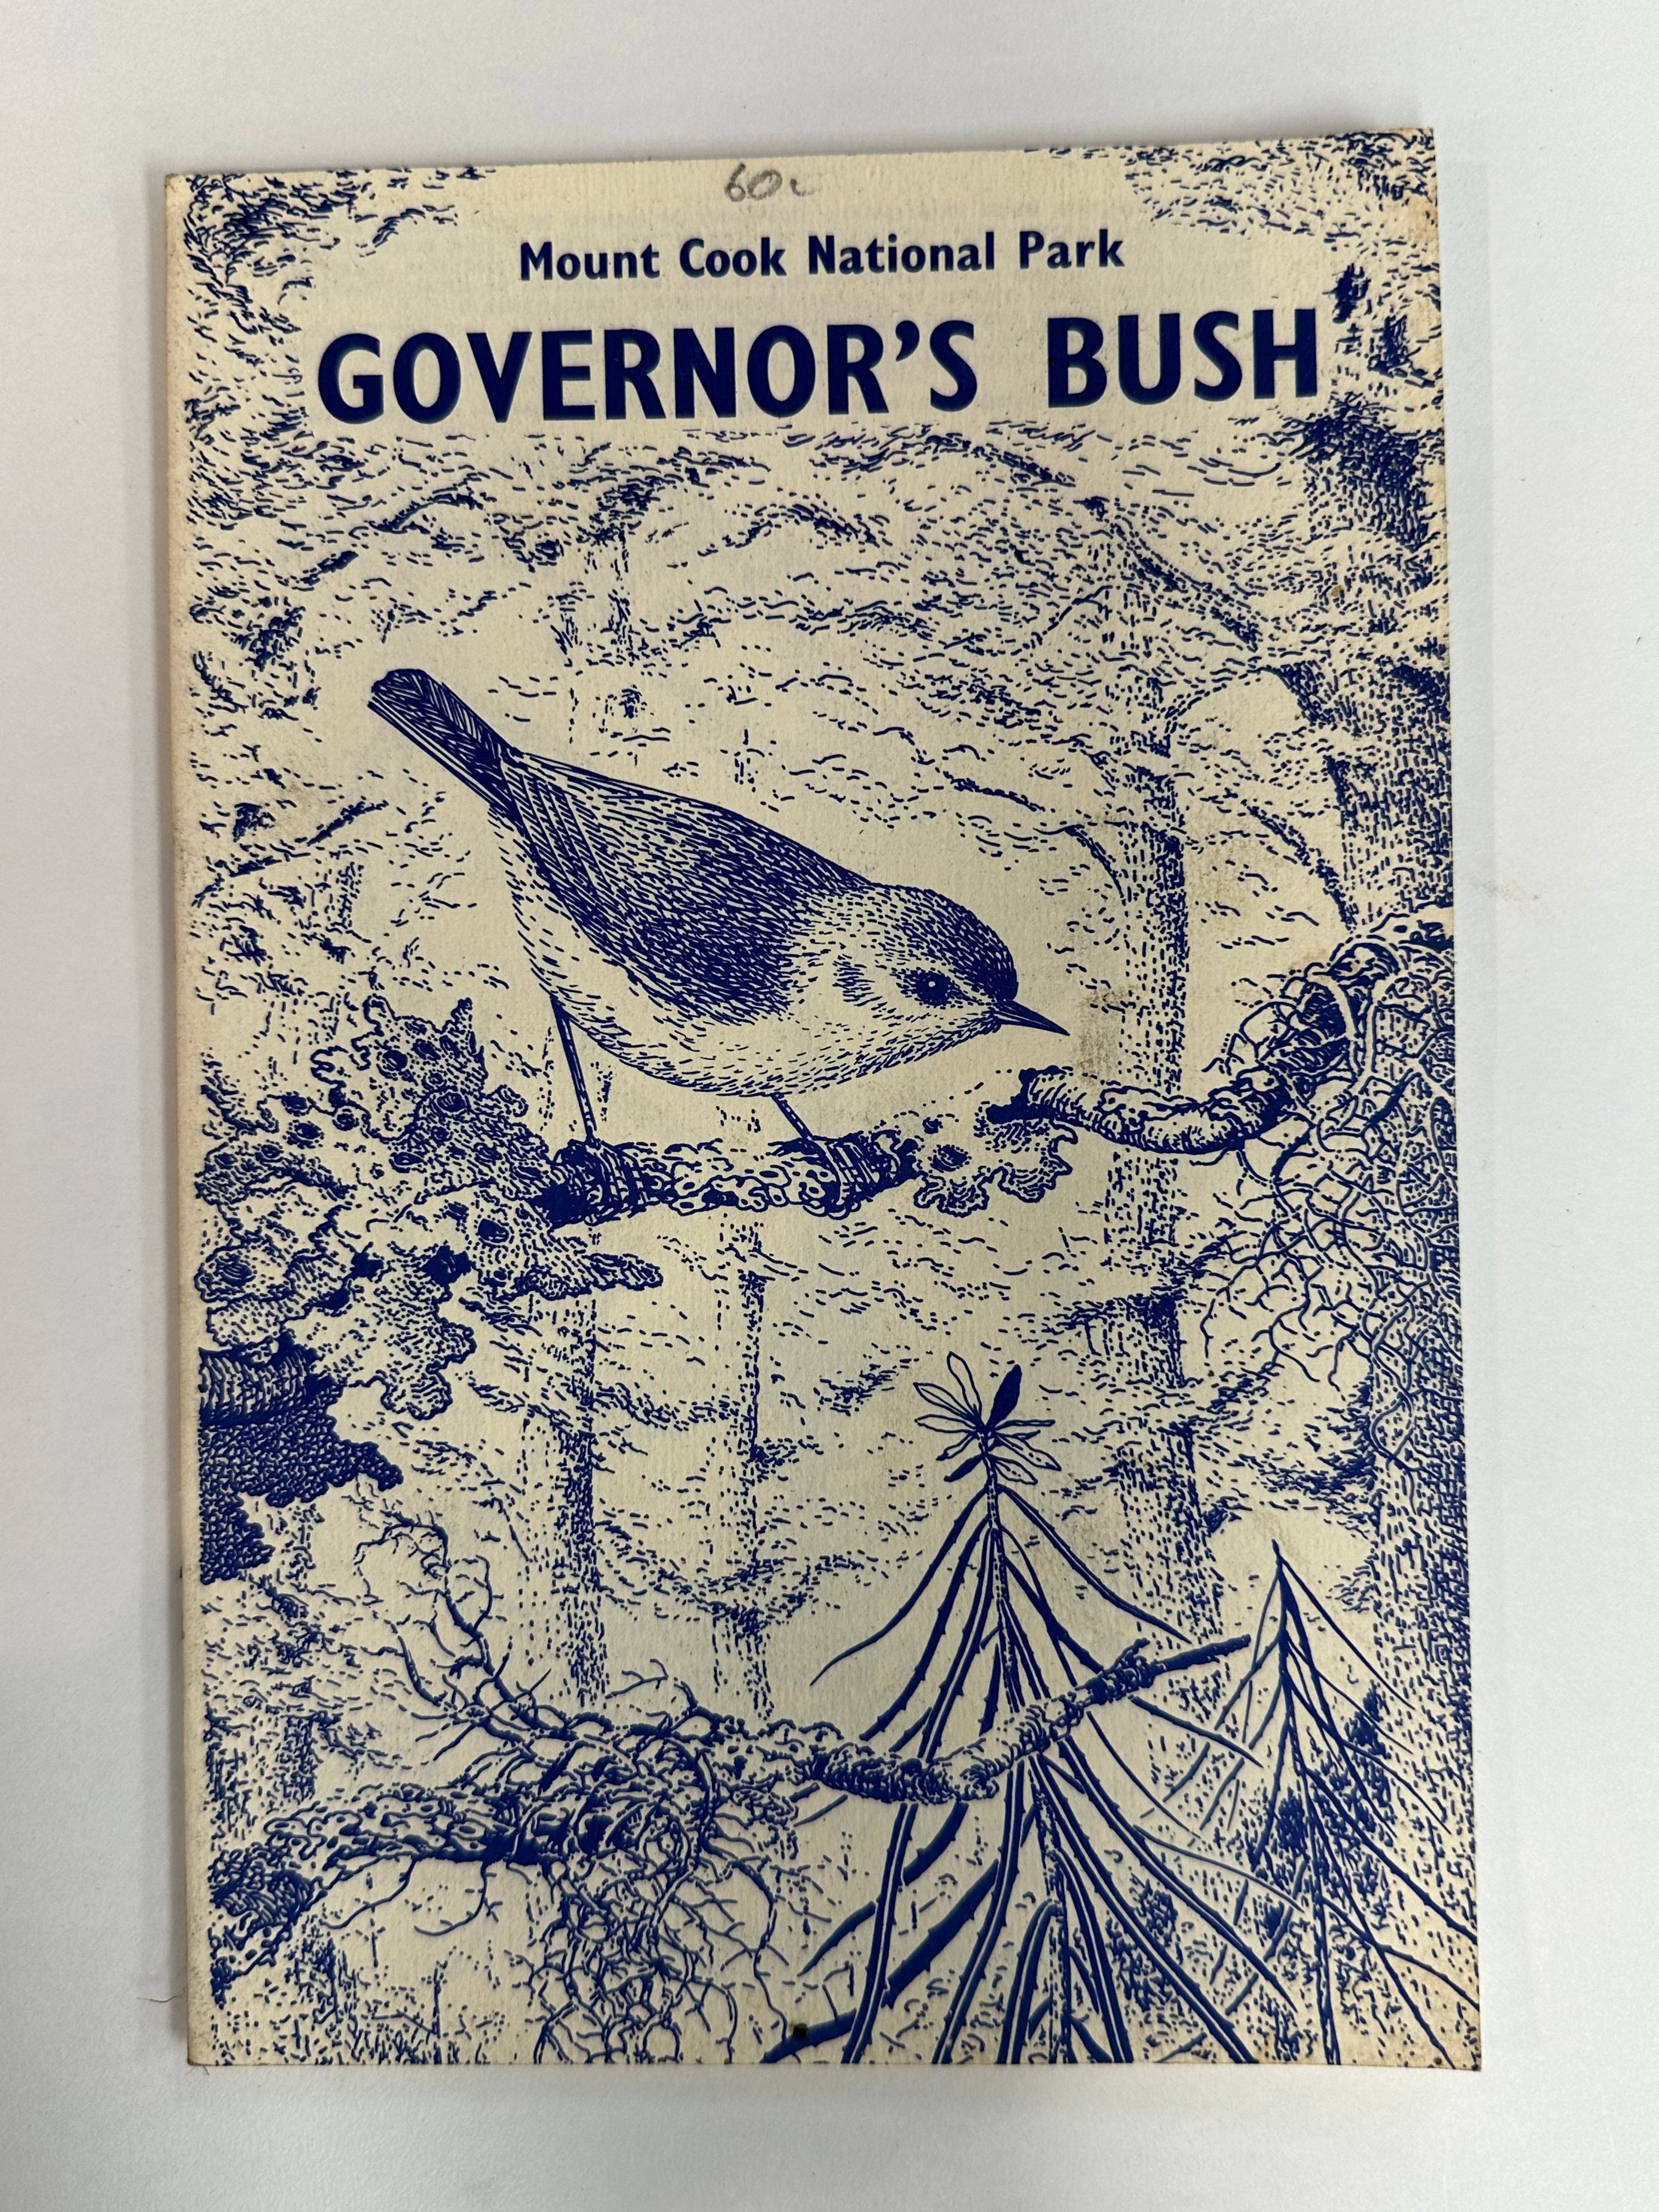 60c
Mount Cook National Park
GOVERNOR'S BUSH